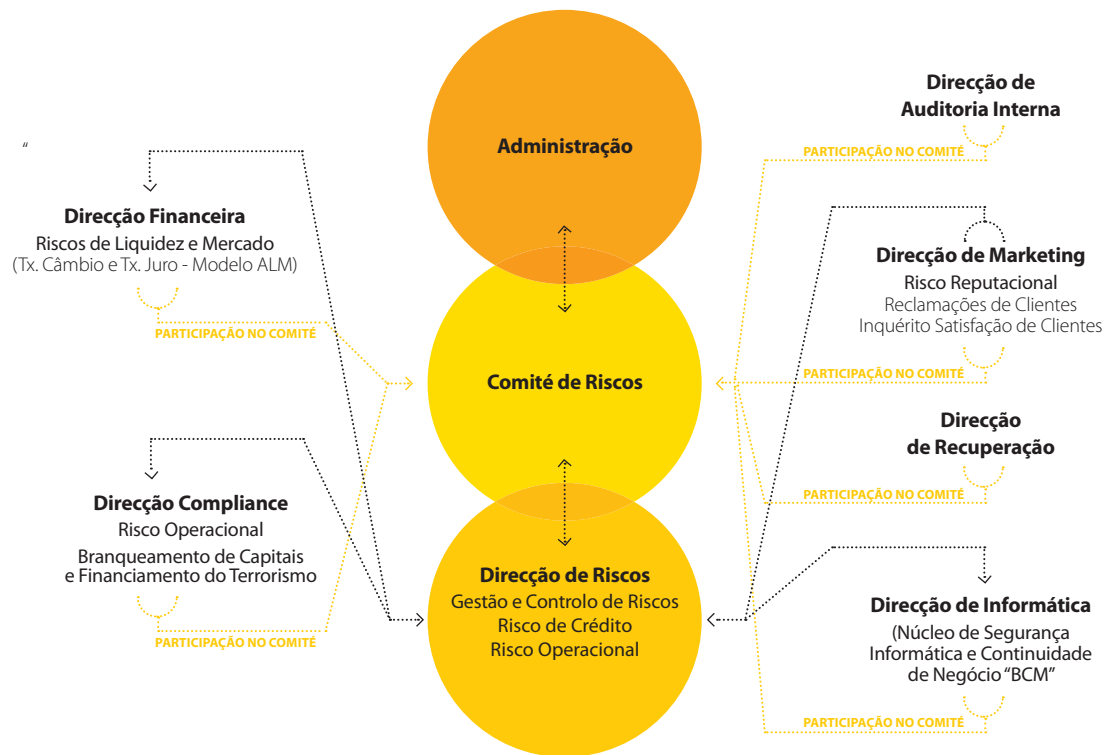 “
Direcção Financeira
Riscos de Liquidez e Mercado
(Tx. Câmbio e Tx. Juro - Modelo ALM)
PARTICIPAÇÃO NO COMITÉ
Direcção Compliance
Risco Operacional
Branqueamento de Capitais
e Financiamento do Terrorismo
PARTICIPAÇÃO NO COMITÉ
Administração
Comité de Riscos
Direcção de Riscos
Gestão e Controlo de Riscos
Risco de Crédito
Risco Operacional
Direcção de
Auditoria Interna
PARTICIPAÇÃO NO COMITÉ
Direcção de Marketing
Risco Reputacional
Reclamações de Clientes
Inquérito Satisfação de Clientes
PARTICIPAÇÃO NO COMITÉ
Direcção
de Recuperação
PARTICIPAÇÃO NO COMITÉ
Direcção de Informática
(Núcleo de Segurança
Informática e Continuidade
de Negócio “BCM”
PARTICIPAÇÃO NO COMITÉ